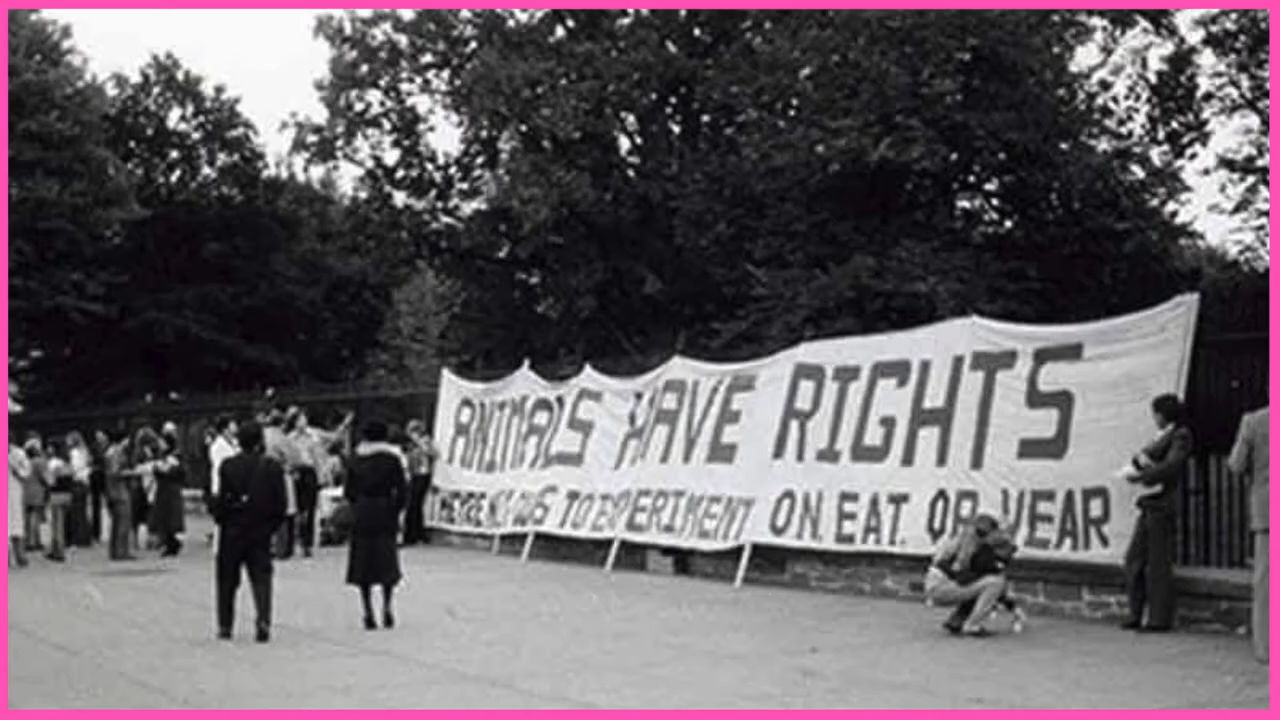 ANIMALS HAVE RIGHTS
TO EXPERIMENT ON. EAT. OR WEAR